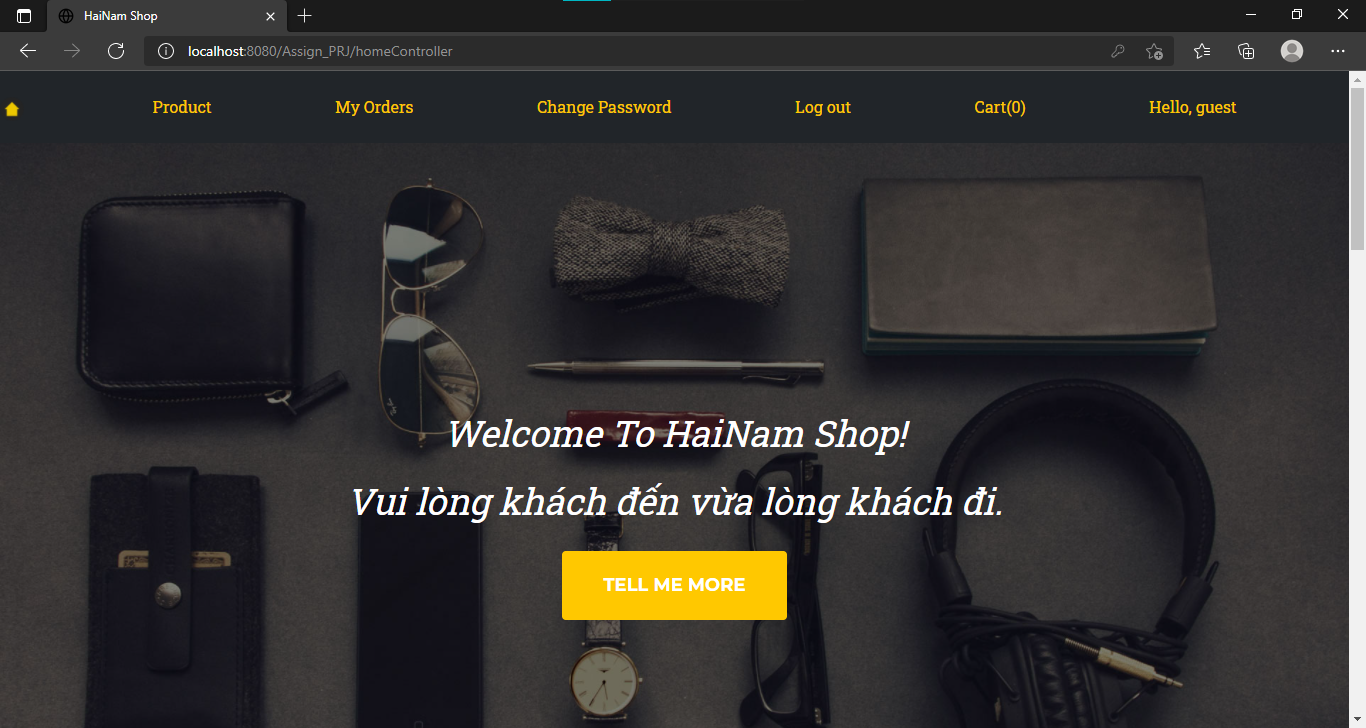 HaiNam Shop
localhost:8080/Assign_PRJ/homeController
Product My Orders Change Password Log out Cart(0) Hello, guest
Welcome To HaiNam Shop!
Vui lòng khách đến vừa lòng khách đi.
TELL ME MORE